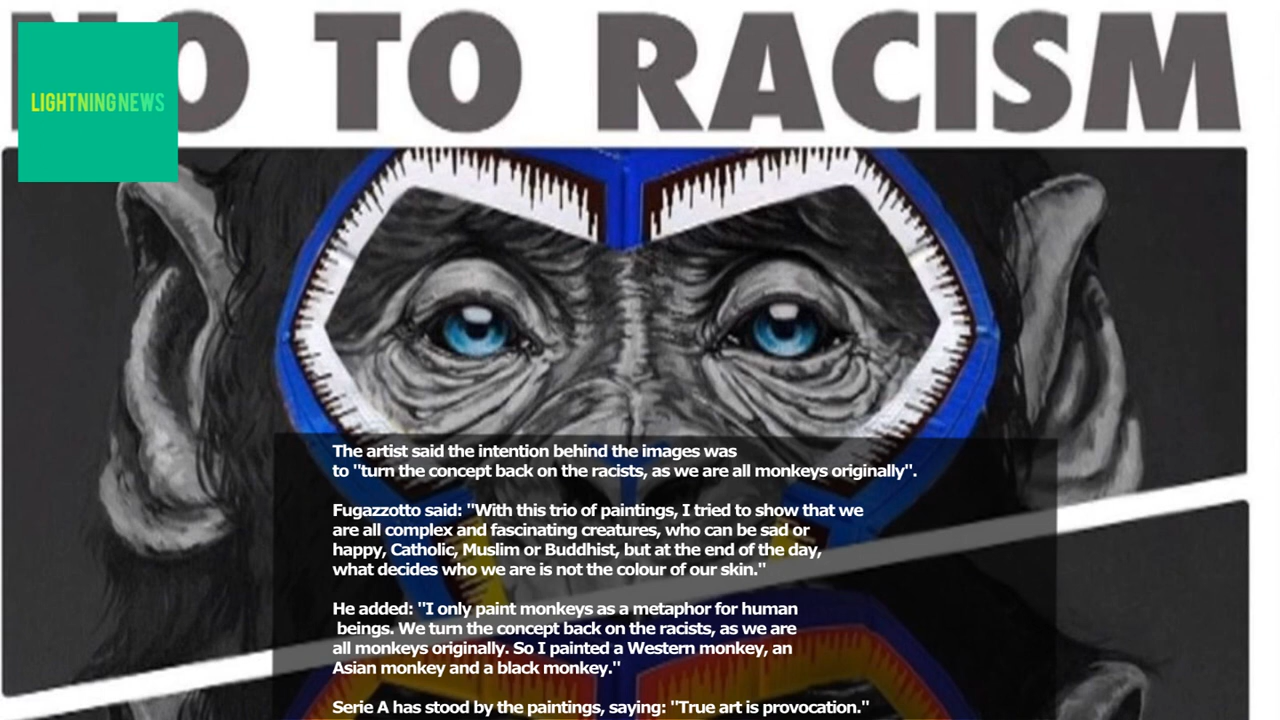 NO TO RACISM
LIGHTNINGNEWS
The artist said the intention behind the images was
to "turn the concept back on the racists, as we are all monkeys originally".
Fugazzotto said: "With this trio of paintings, I tried to show that we
are all complex and fascinating creatures, who can be sad or
happy, Catholic, Muslim or Buddhist, but at the end of the day,
what decides who we are is not the colour of our skin."
He added: "I only paint monkeys as a metaphor for human
beings. We turn the concept back on the racists, as we are
all monkeys originally. So I painted a Western monkey, an
Asian monkey and a black monkey."
Serie A has stood by the paintings, saying: "True art is provocation."